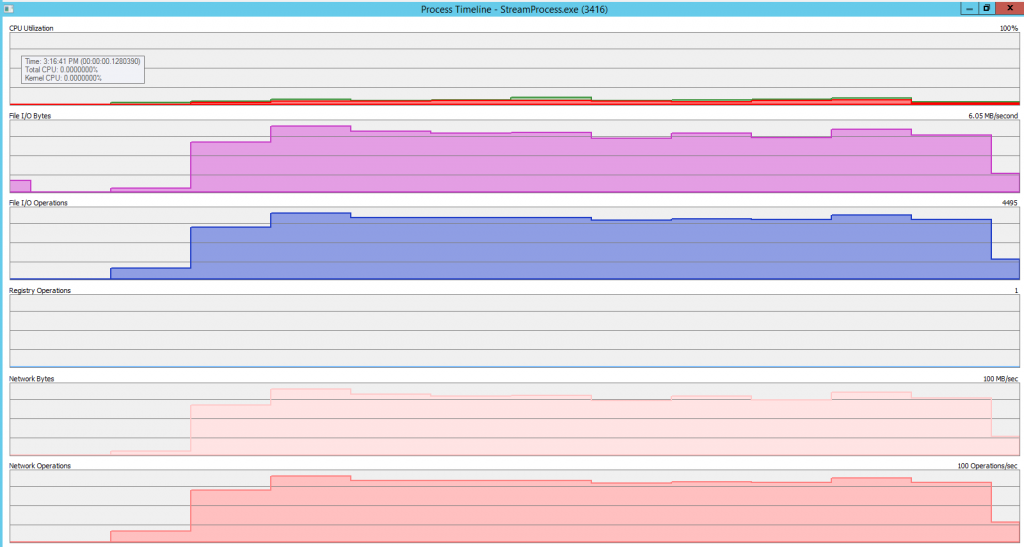 Process Timeline - StreamProcess.exe (3416)
CPU Utilization 100%
Time: 3:16:41 PM (00:00:00.1280390)
Total CPU: 0.0000000%
Kernel CPU: 0.0000000%
File I/O Bytes 6.05 MB/second
File I/O Operations 4495
Registry Operations 1
Network Bytes 100 MB/sec
Network Operations 100 Operations/sec